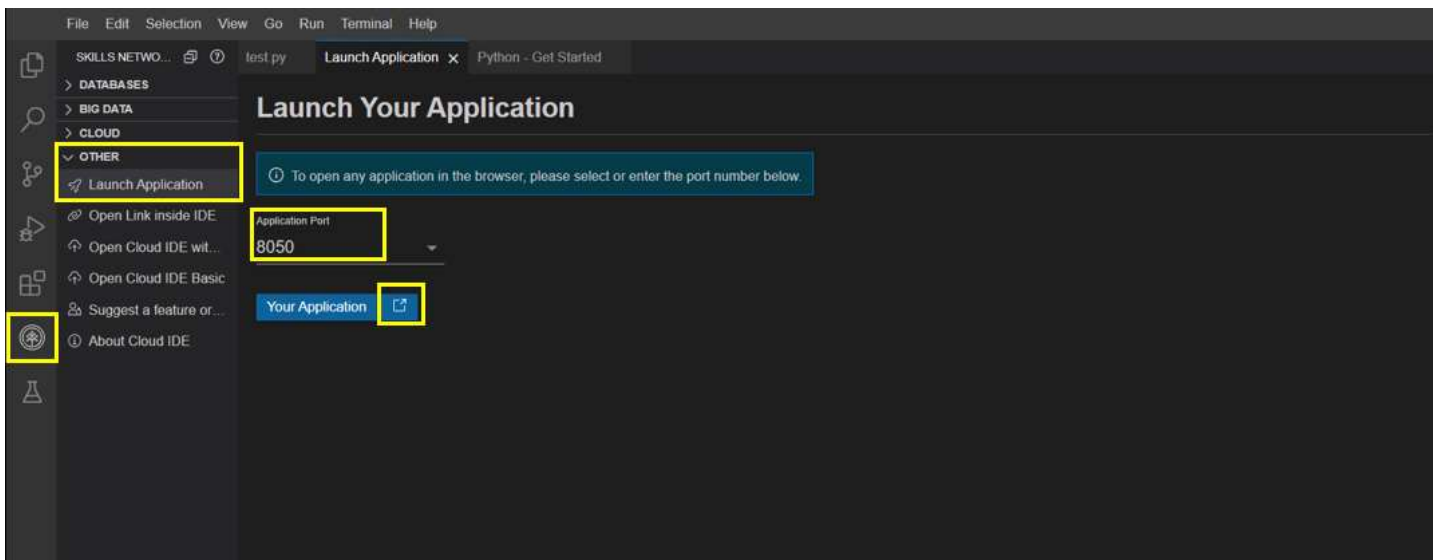 File Edit Selection View Go Run Terminal Help
SKILLS NETWO...
test.py Launch Application Python - Get Started
DATABASES
BIG DATA
CLOUD
OTHER
Launch Application
Open Link inside IDE
Open Cloud IDE wit...
Open Cloud IDE Basic
Suggest a feature or...
About Cloud IDE
Launch Your Application
To open any application in the browser, please select or enter the port number below.
Application Port
8050
Your Application